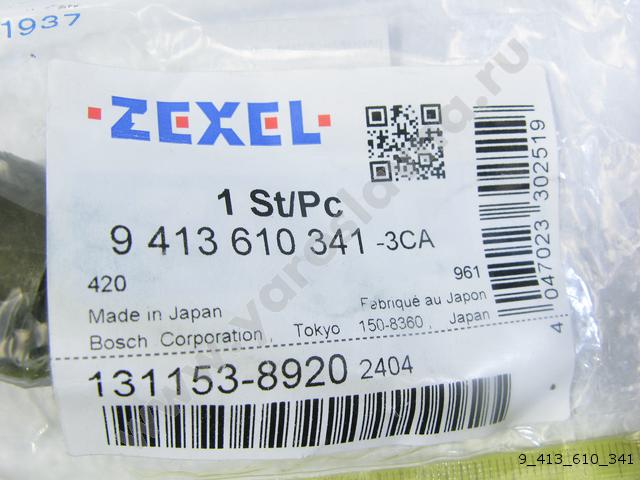 1937
ZEXEL
1 St/Pc
9 413 610 341 -3CA
420
961
Made in Japan
Fabriqué au Japon
Bosch Corporation, Tokyo 150-8360, Japan
131153-8920 2404
4 047023 302519
9_413_610_341